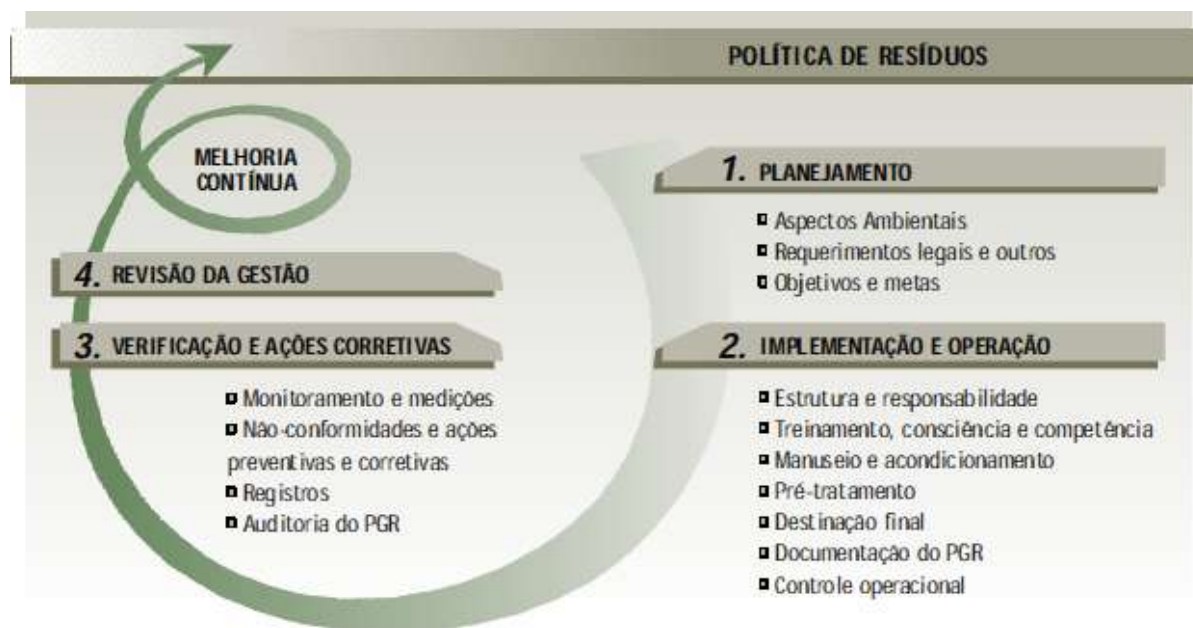 POLÍTICA DE RESÍDUOS
MELHORIA
CONTÍNUA
1. PLANEJAMENTO
Aspectos Ambientais
Requerimentos legais e outros
Objetivos e metas
2. IMPLEMENTAÇÃO E OPERAÇÃO
Estrutura e responsabilidade
Treinamento, consciência e competência
Manuseio e acondicionamento
Pré-tratamento
Destinação final
Documentação do PGR
Controle operacional
3. VERIFICAÇÃO E AÇÕES CORRETIVAS
Monitoramento e medições
Não-conformidades e ações
preventivas e corretivas
Registros
Auditoria do PGR
4. REVISÃO DA GESTÃO